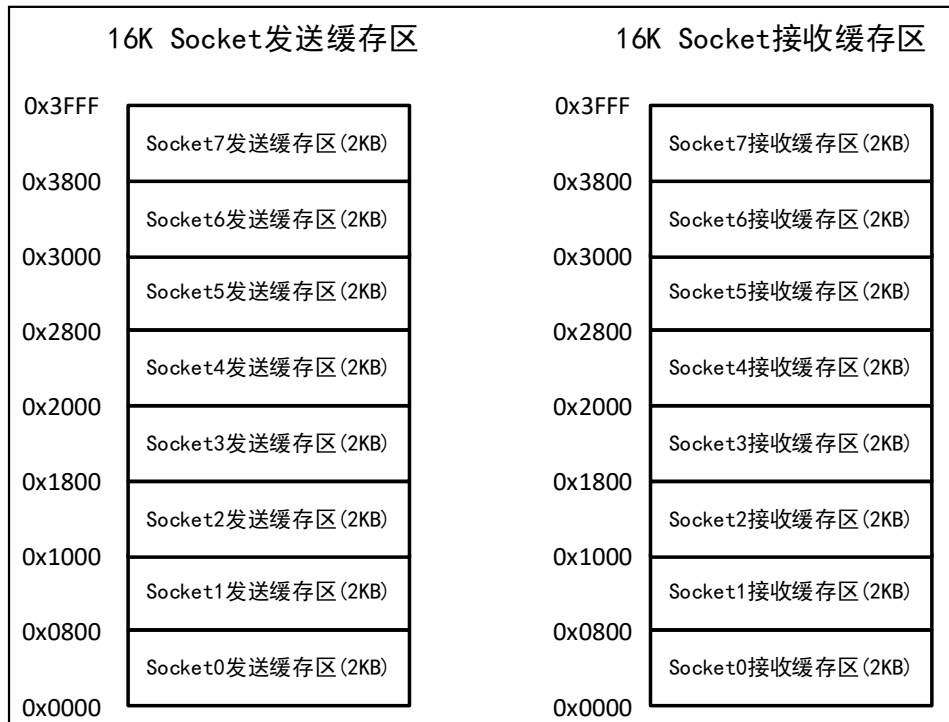 16K Socket发送缓存区
0x3FFF
Socket7发送缓存区(2KB)
0x3800
Socket6发送缓存区(2KB)
0x3000
Socket5发送缓存区(2KB)
0x2800
Socket4发送缓存区(2KB)
0x2000
Socket3发送缓存区(2KB)
0x1800
Socket2发送缓存区(2KB)
0x1000
Socket1发送缓存区(2KB)
0x0800
Socket0发送缓存区(2KB)
0x0000
16K Socket接收缓存区
0x3FFF
Socket7接收缓存区(2KB)
0x3800
Socket6接收缓存区(2KB)
0x3000
Socket5接收缓存区(2KB)
0x2800
Socket4接收缓存区(2KB)
0x2000
Socket3接收缓存区(2KB)
0x1800
Socket2接收缓存区(2KB)
0x1000
Socket1接收缓存区(2KB)
0x0800
Socket0接收缓存区(2KB)
0x0000